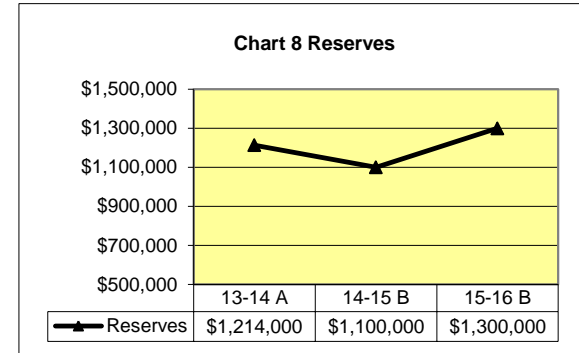 Chart 8 Reserves
$1,500,000
$1,300,000
$1,100,000
$900,000
$700,000
$500,000
13-14 A 14-15 B 15-16 B
Reserves $1,214,000 $1,100,000 $1,300,000